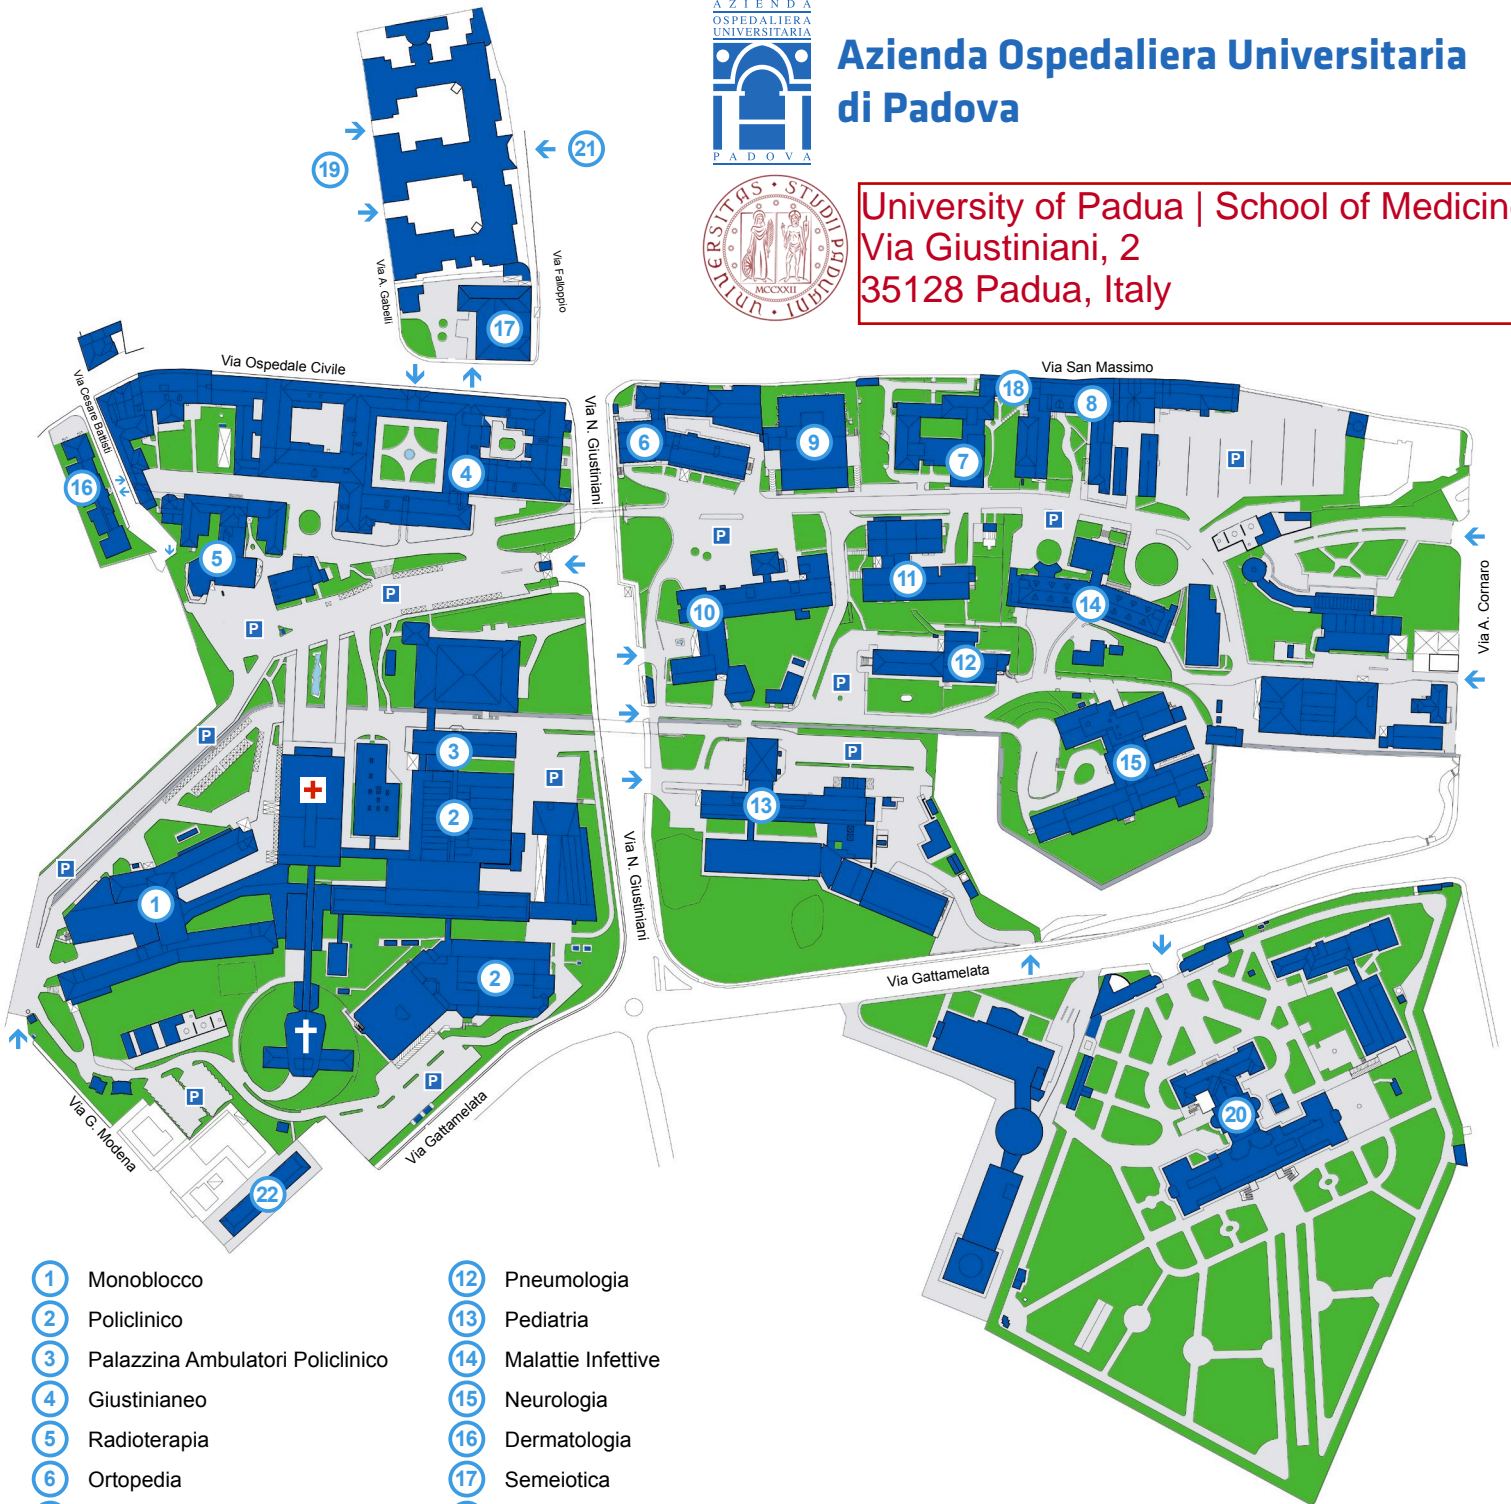 AZIENDA
OSPEDALIERA
UNIVERSITARIA
PADOVA
Azienda Ospedaliera Universitaria
di Padova
UNIVERSITAS · STUDII PADUANI ·
MCCXXII
University of Padua | School of Medicin
Via Giustiniani, 2
35128 Padua, Italy
19
21
Via A. Gabelli
Via Falloppio
17
Via Ospedale Civile
Via San Massimo
Via Cesare Battisti
Via N. Giustiniani
18
8
6
9
7
4
16
5
P
P
P
P
P
11
10
14
12
Via A. Cornaro
P
P
P
P
3
15
2
13
P
1
Via N. Giustiniani
2
Via Gattamelata
P
P
Via G. Modena
Via Gattamelata
20
22
1 Monoblocco
2 Policlinico
3 Palazzina Ambulatori Policlinico
4 Giustinianeo
5 Radioterapia
6 Ortopedia
12 Pneumologia
13 Pediatria
14 Malattie Infettive
15 Neurologia
16 Dermatologia
17 Semeiotica